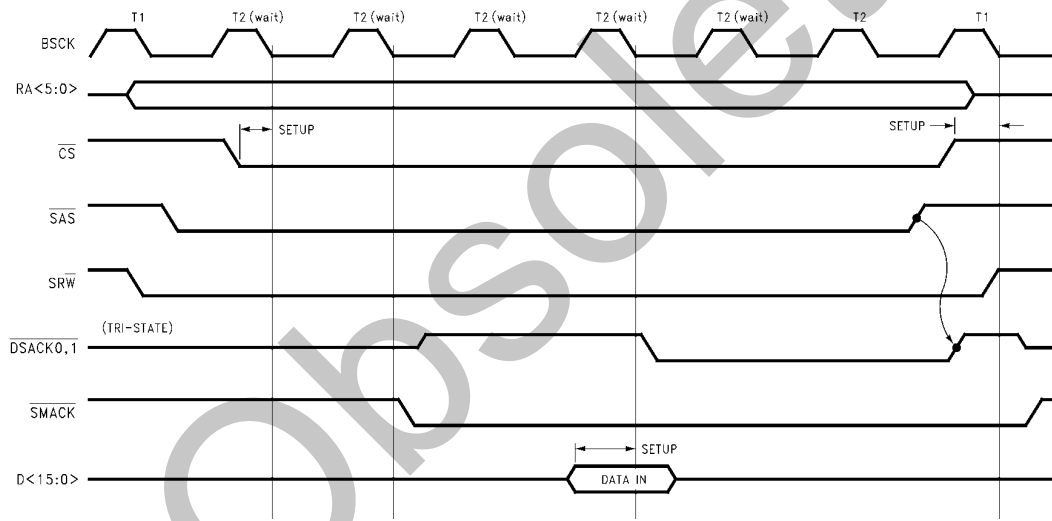 T1 T2 (wait) T2 (wait) T2 (wait) T2 (wait) T2 (wait) T2 T1
BSCK
RA<5:0>
SETUP SETUP
CS
SAS
SRW
(TRI-STATE)
DSACK0,1
SMACK
SETUP
D<15:0> DATA IN
Obsolete